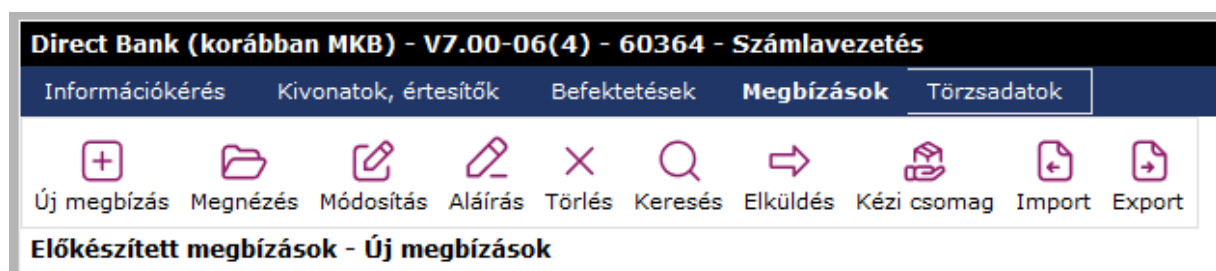 Direct Bank (korábban MKB) - V7.00-06(4) - 60364 - Számlavezetés
Információkérés Kivonatok, értesítők Befektetések Megbízások Törzsadatok
Új megbízás Megnézés Módosítás Aláírás Törlés Keresés Elküldés Kézi csomag Import Export
Előkészített megbízások - Új megbízások